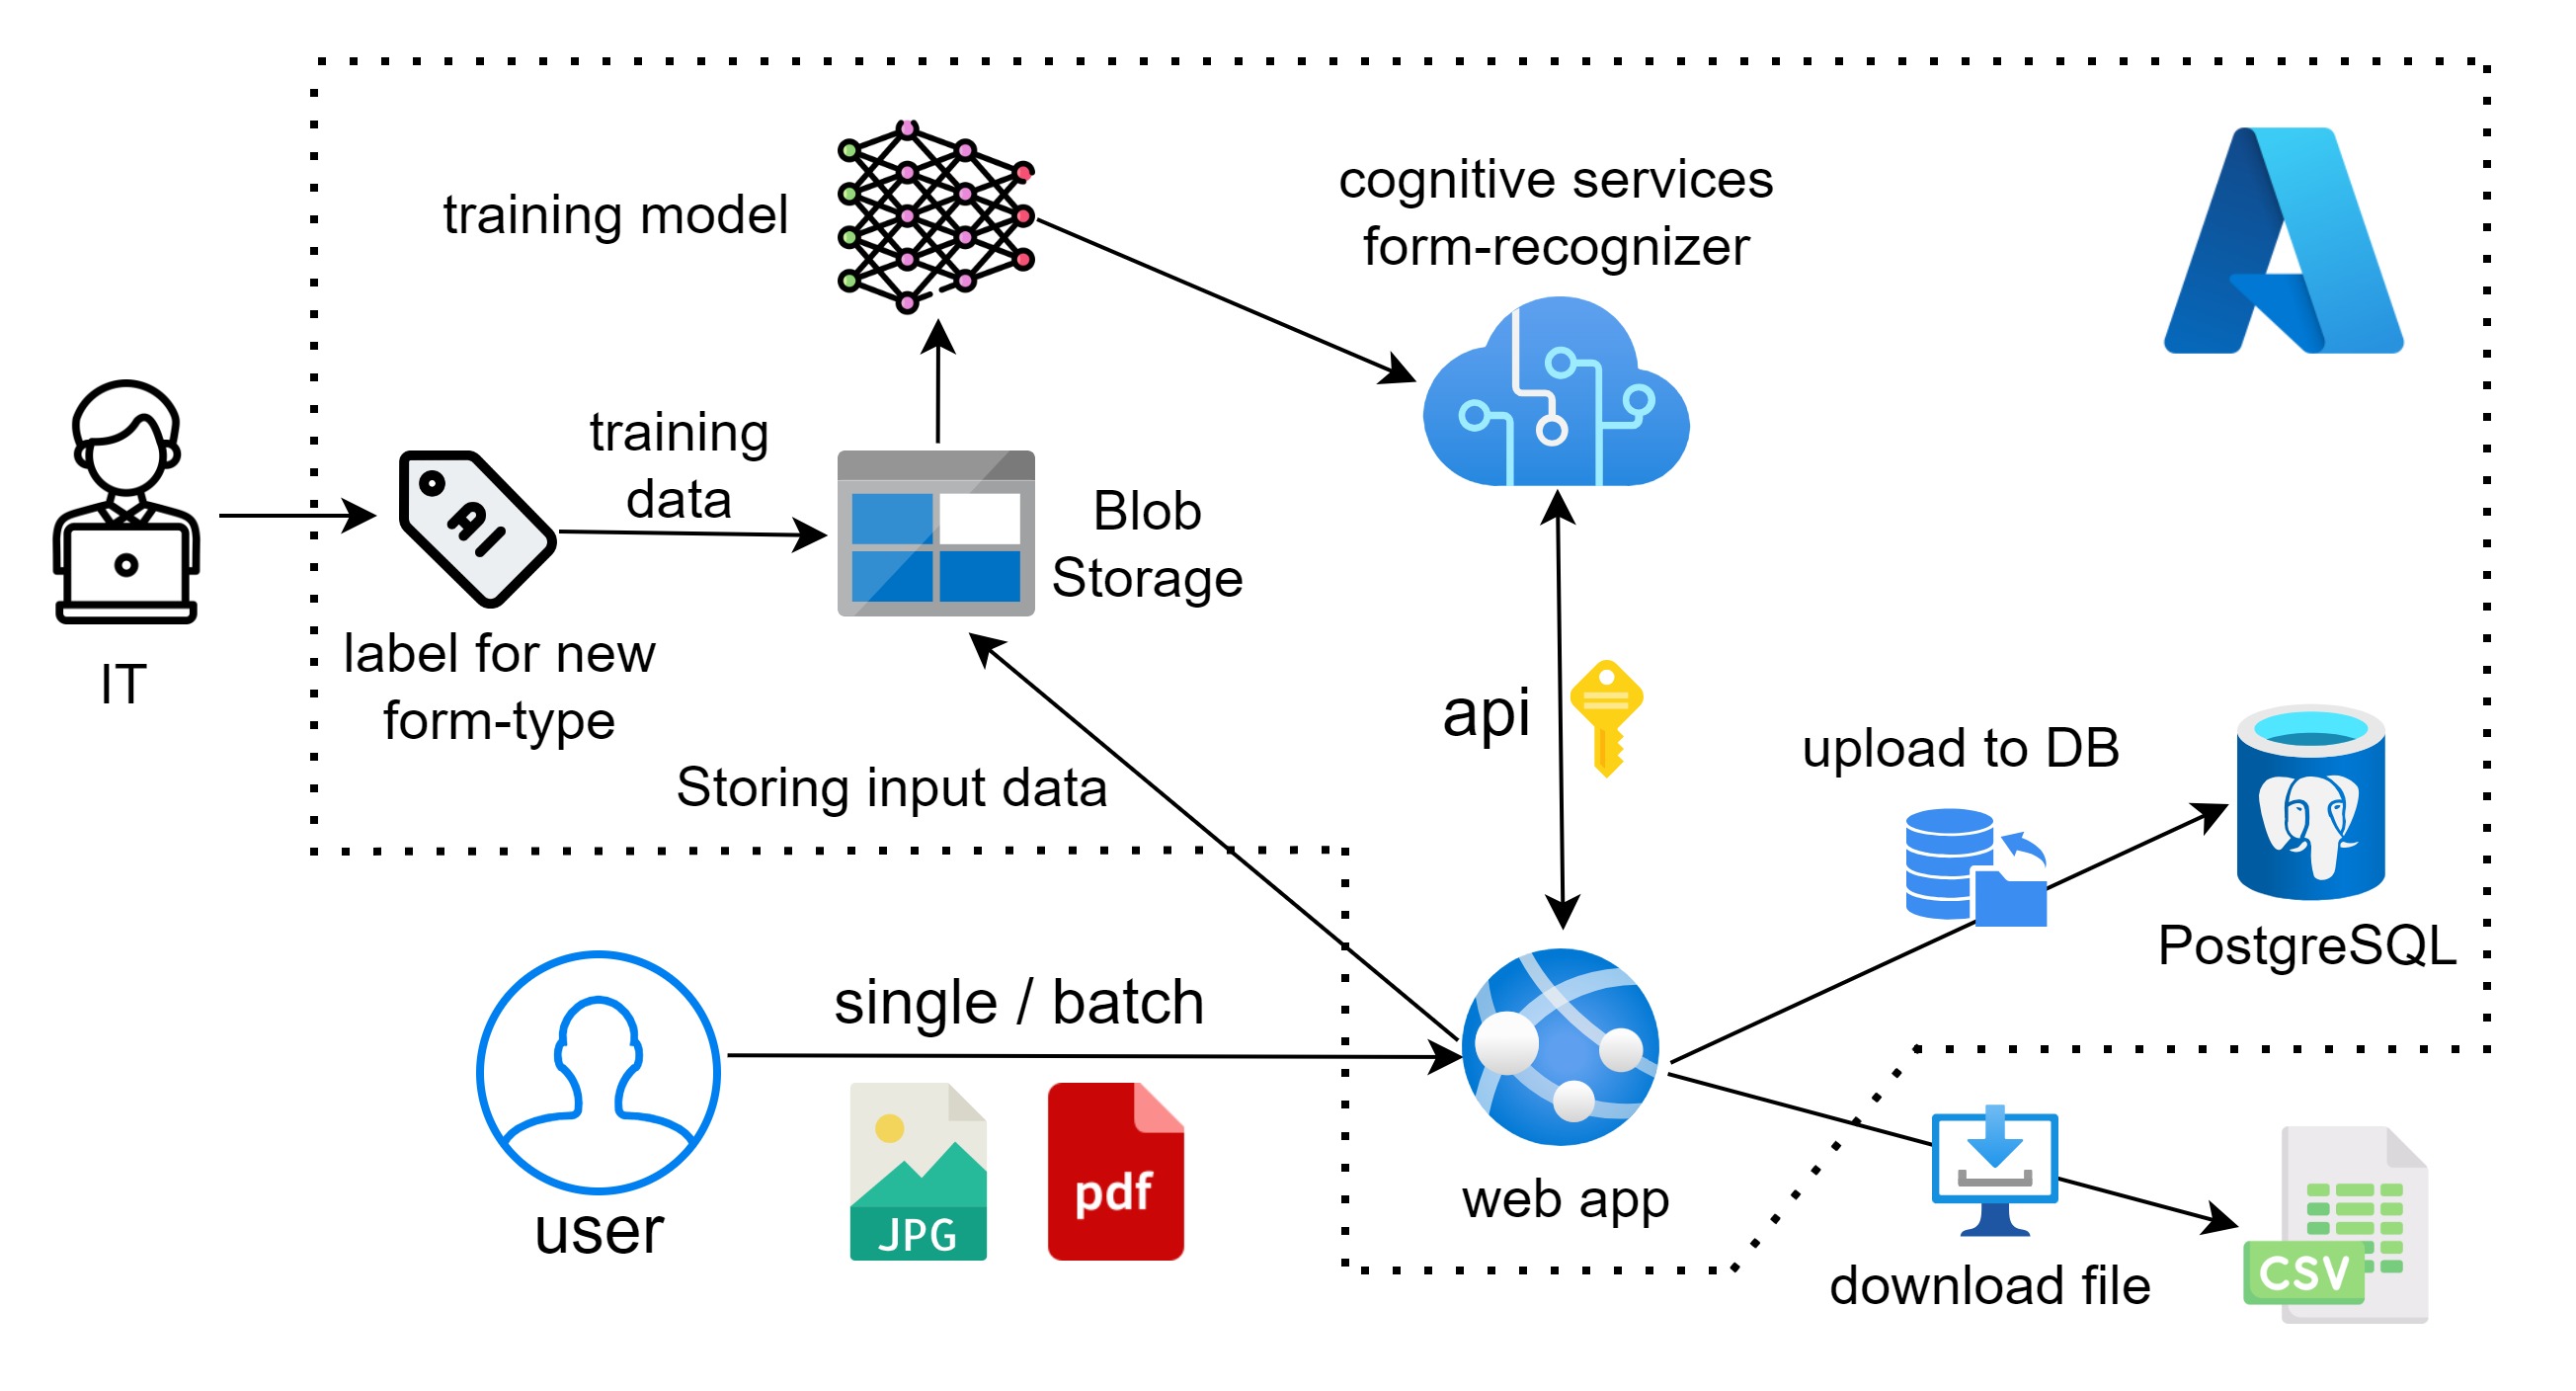 training model
cognitive services
form-recognizer
training
data
AI
Blob
Storage
IT
label for new
form-type
api
upload to DB
Storing input data
PostgreSQL
single / batch
user
JPG
pdf
web app
download file
CSV